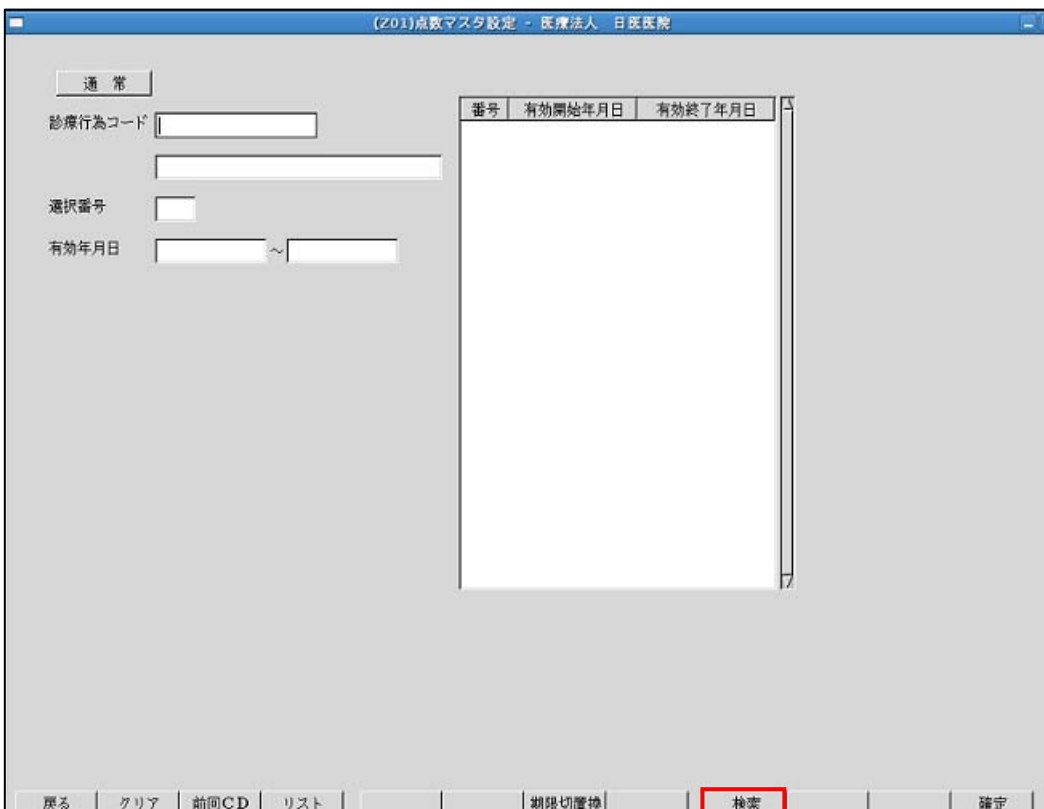 (Z01)点数マスタ設定 - 医療法人 日医医院
通 常
診療行為コード
選択番号
有効年月日 ~
番号 有効開始年月日 有効終了年月日
戻る クリア 前回CD リスト 期限切置換 検索 確定